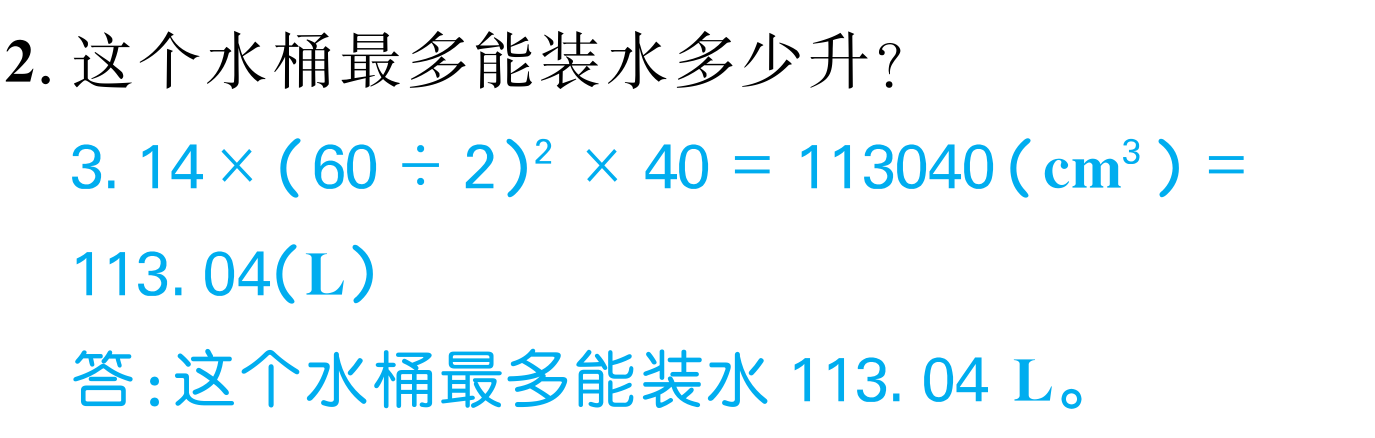 2. 这个水桶最多能装水多少升?
3. 14 × (60 ÷ 2)² × 40 = 113040(cm³) =
113. 04(L)
答:这个水桶最多能装水 113. 04 L。